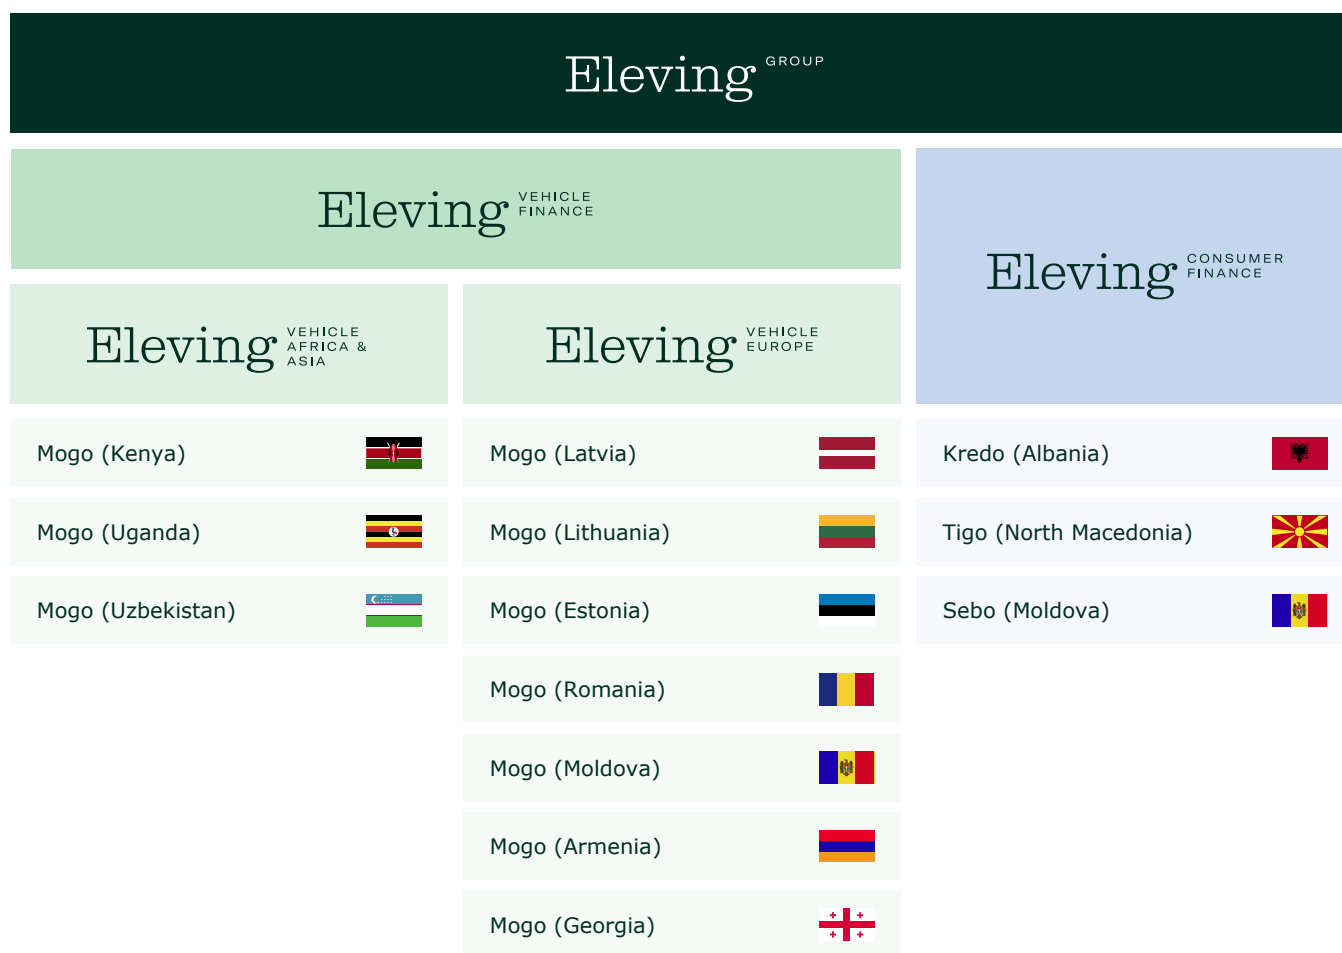 Eleving GROUP
Eleving VEHICLE
FINANCE
Eleving CONSUMER
FINANCE
Eleving VEHICLE
AFRICA &
ASIA
Eleving VEHICLE
EUROPE
Mogo (Kenya)
Mogo (Uganda)
Mogo (Uzbekistan)
Mogo (Latvia)
Mogo (Lithuania)
Mogo (Estonia)
Mogo (Romania)
Mogo (Moldova)
Mogo (Armenia)
Mogo (Georgia)
Kredo (Albania)
Tigo (North Macedonia)
Sebo (Moldova)